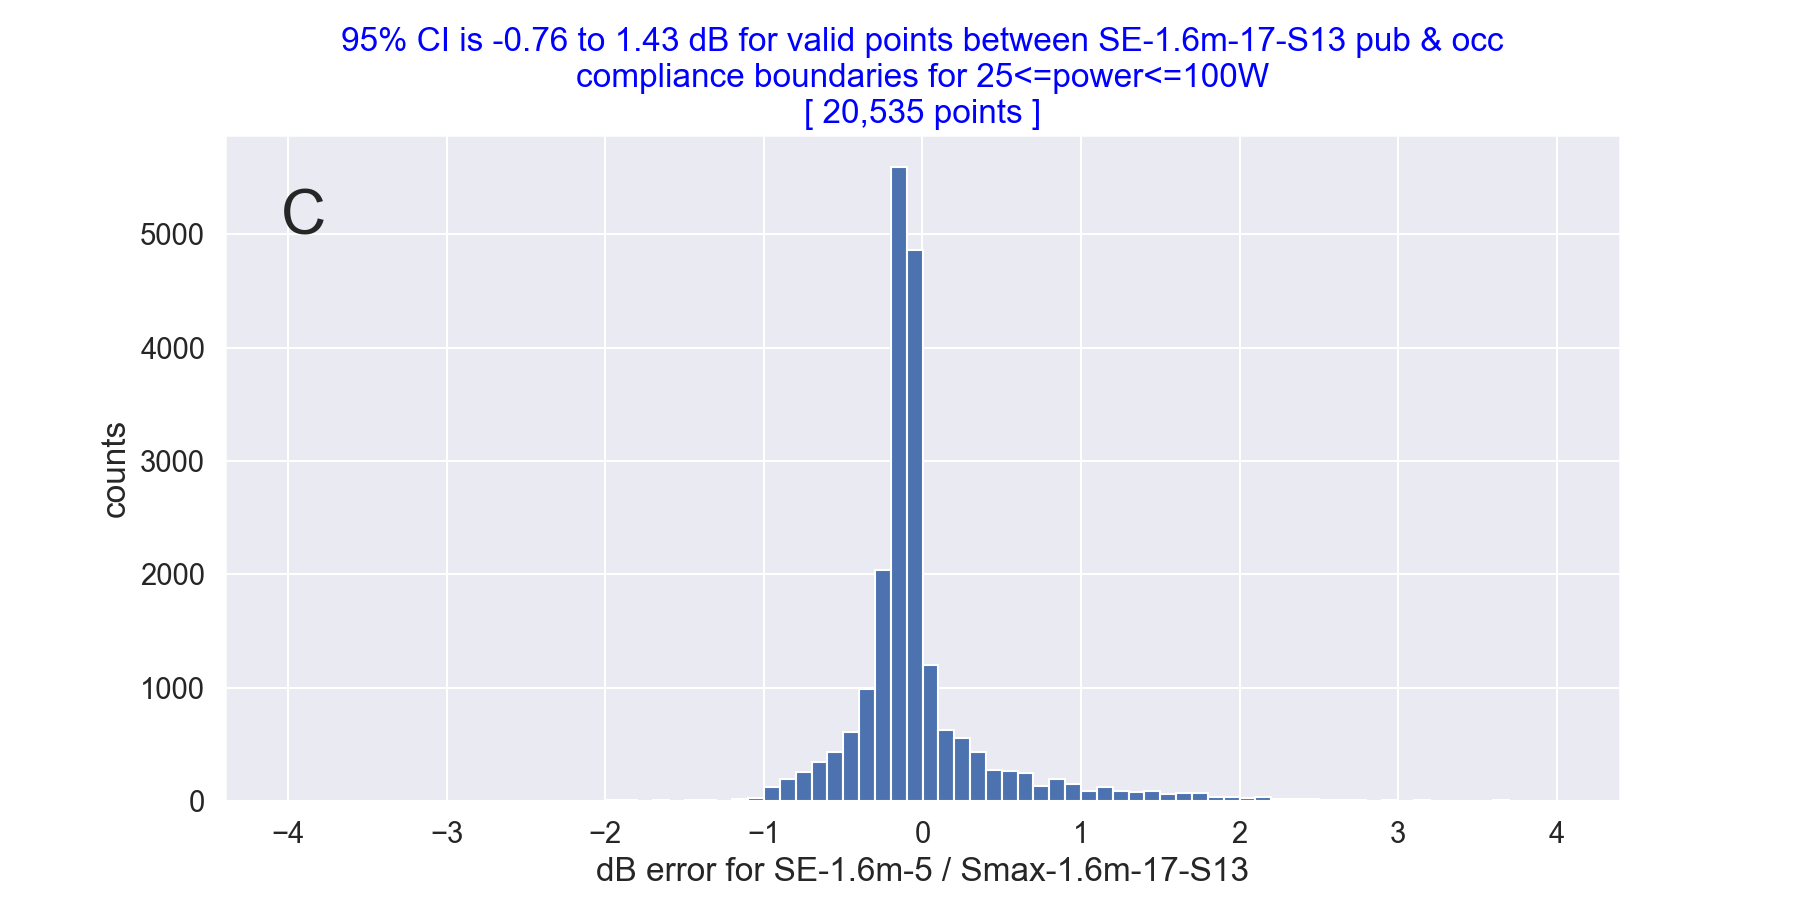 95% CI is -0.76 to 1.43 dB for valid points between SE-1.6m-17-S13 pub & occ
compliance boundaries for 25<=power<=100W
[ 20,535 points ]
C
5000
4000
3000
2000
1000
0
counts
−4 −3 −2 −1 0 1 2 3 4
dB error for SE-1.6m-5 / Smax-1.6m-17-S13